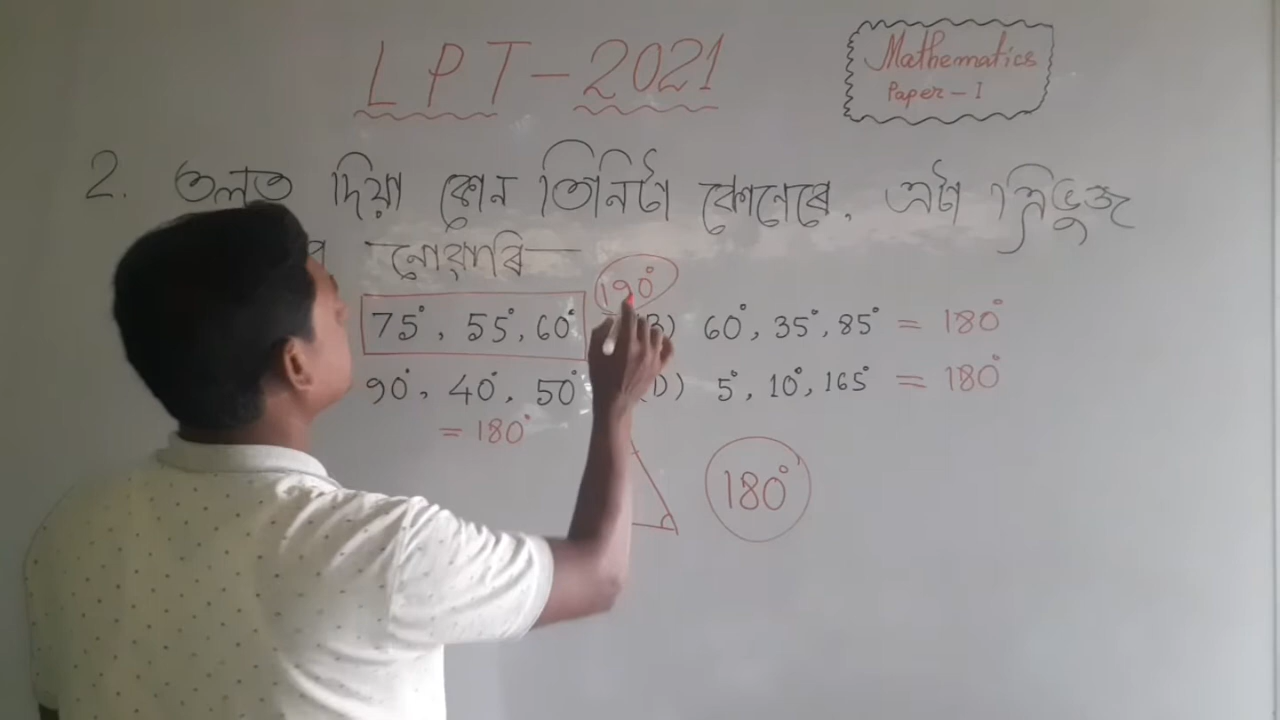 LPT-2021
Mathematics
Paper-I
2. তলত দিয়া কোন তিনিটা কোণেৰে, এটা ত্ৰিভুজ
নোৱাৰি—
190°
75°, 55°, 60° B) 60°, 35°, 85° = 180°
90°, 40°, 50° (D) 5°, 10°, 165° = 180°
= 180°
180°